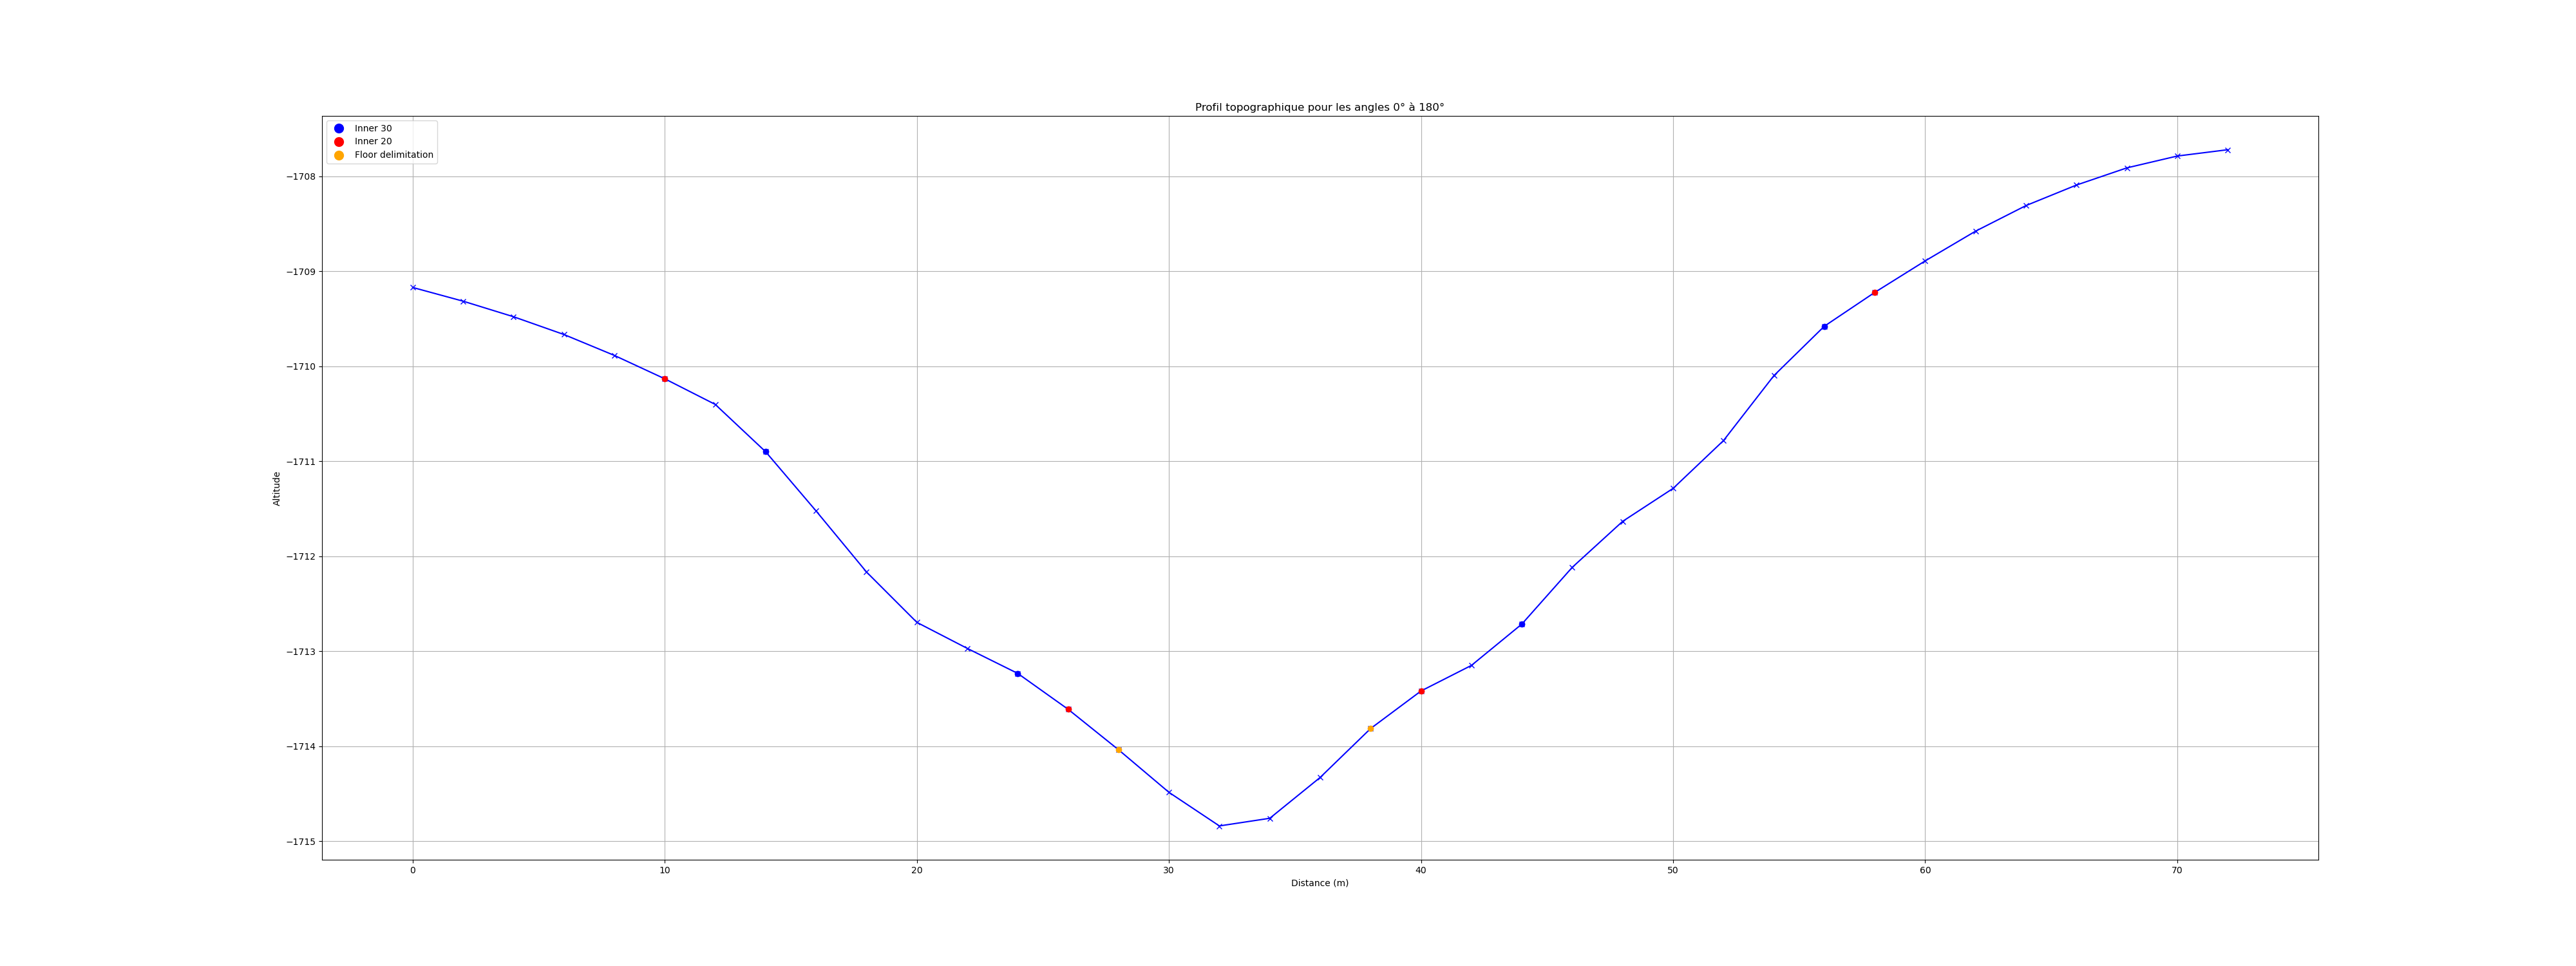 Profil topographique pour les angles 0° à 180°
Inner 30
Inner 20
Floor delimitation
−1708
−1709
−1710
−1711
−1712
−1713
−1714
−1715
Altitude
0 10 20 30 40 50 60 70
Distance (m)